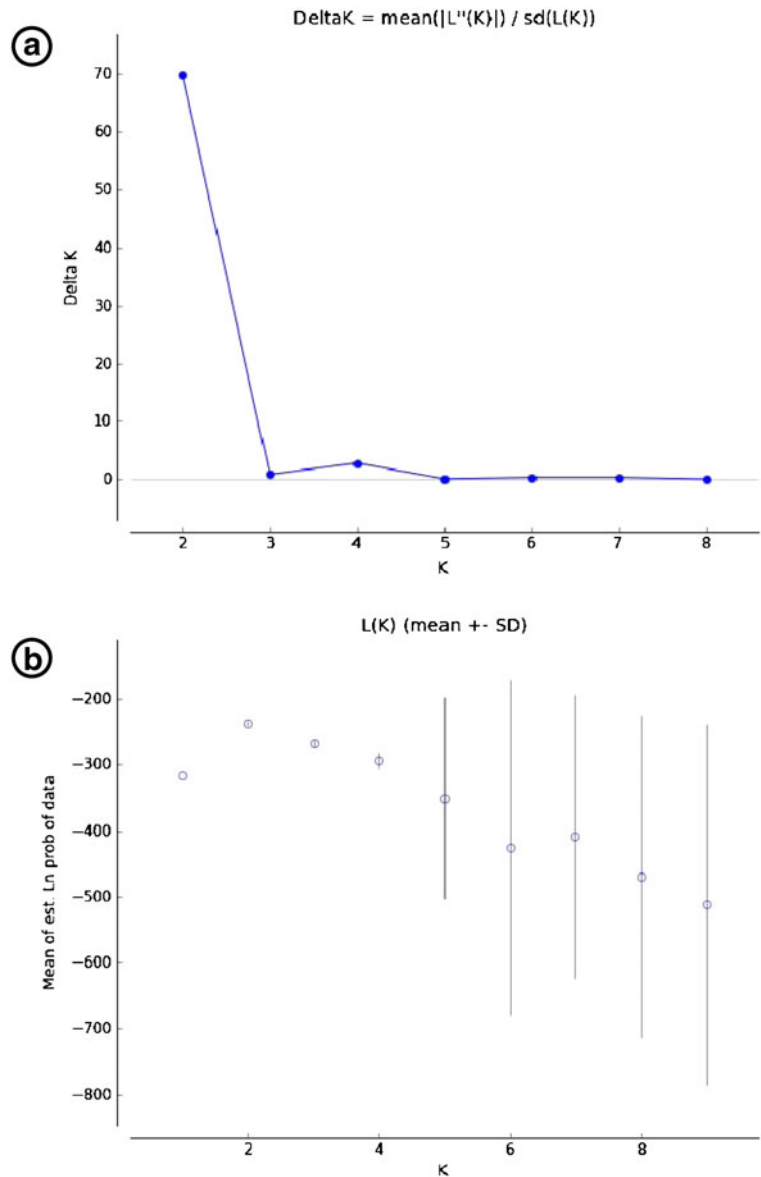 a
DeltaK = mean(|L"(K)|) / sd(L(K))
70
60
50
40
30
20
10
0
Delta K
2 3 4 5 6 7 8
K
b
L(K) (mean +- SD)
−200
−300
−400
−500
−600
−700
−800
Mean of est. Ln prob of data
2 4 6 8
K